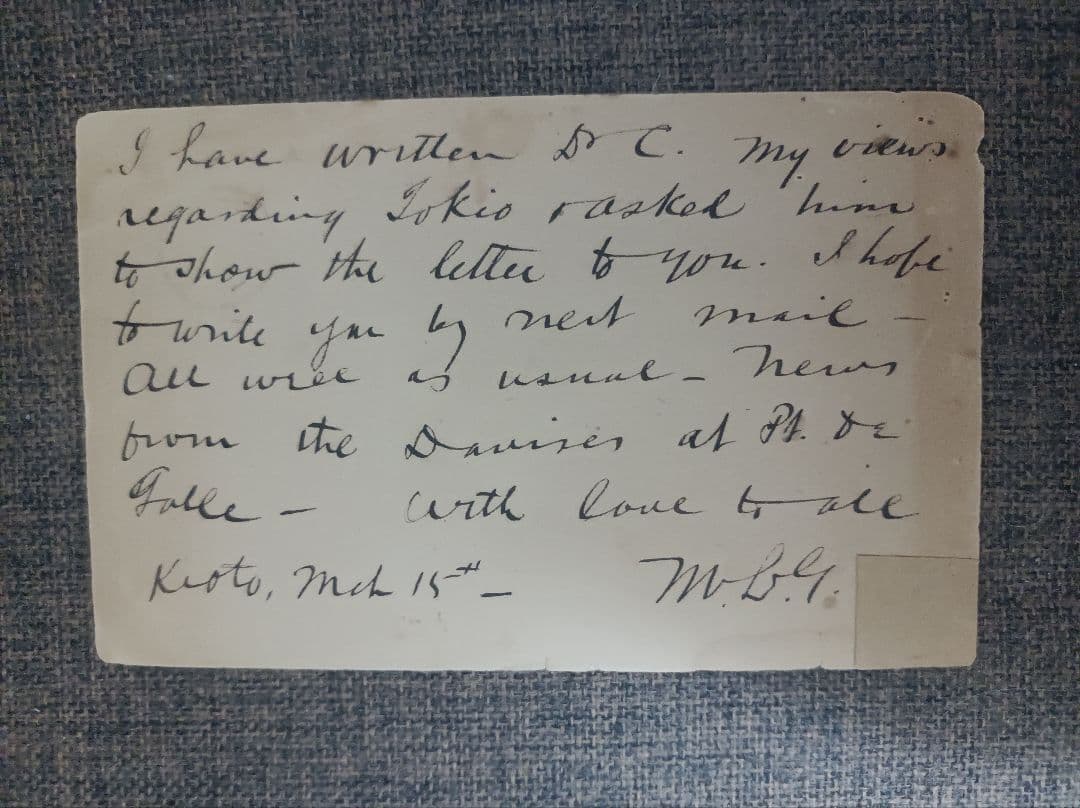 I have written Dr C. my views
regarding Tokio & asked him
to show the letter to you. I hope
to write you by next mail –
All well as usual – News
from the Davises at Pt. de
Galle – with love to all
Kioto, Mch 15th – M.L.G.